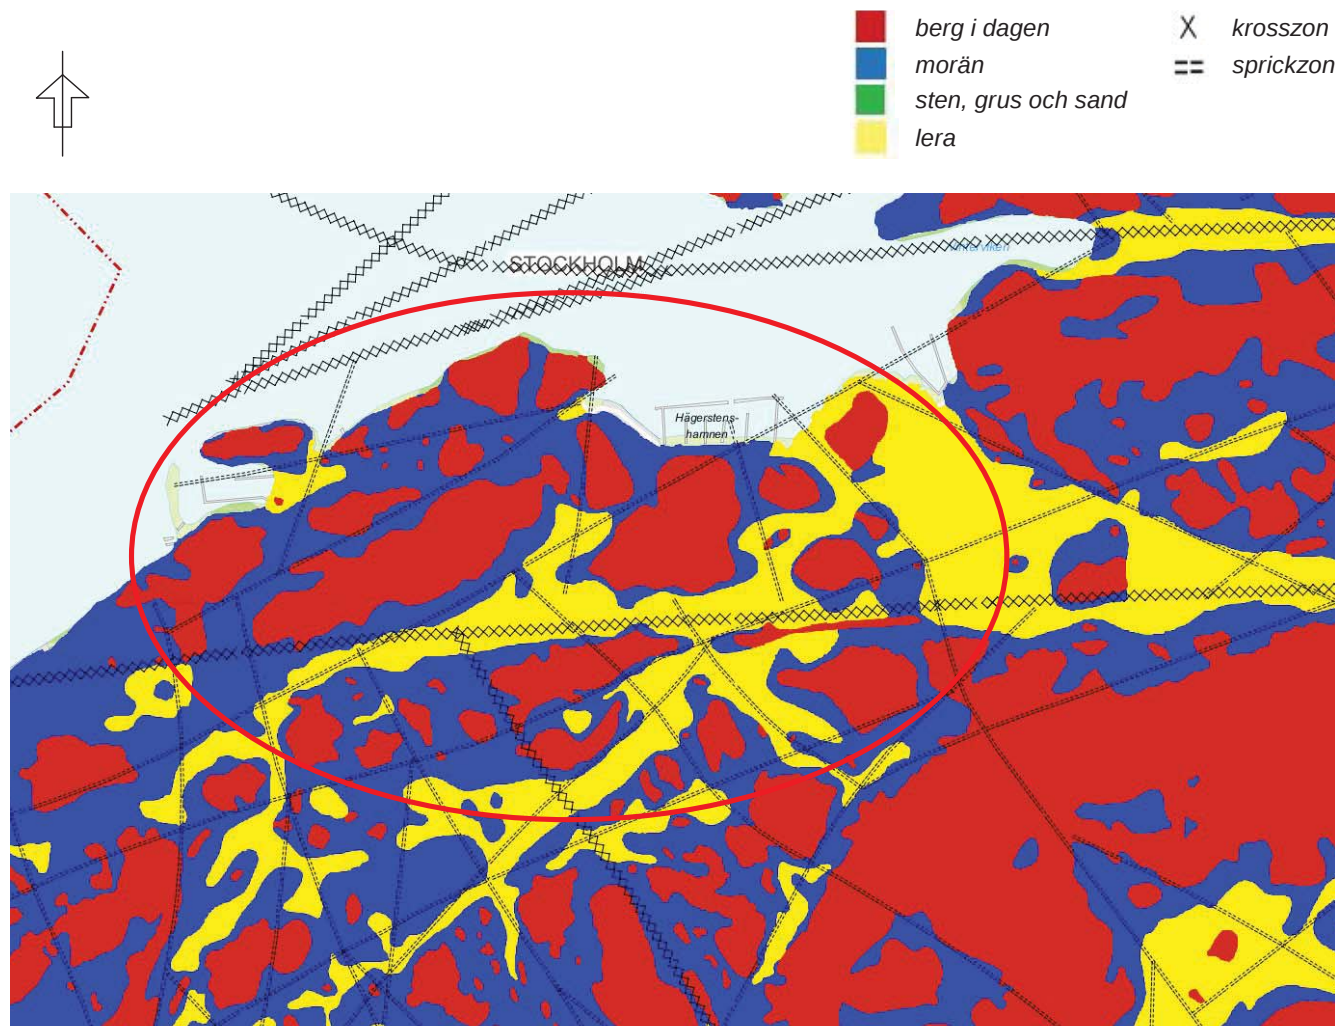 berg i dagen
krosszon
morän
sprickzon
sten, grus och sand
lera
STOCKHOLM
Hägerstens-
hamnen